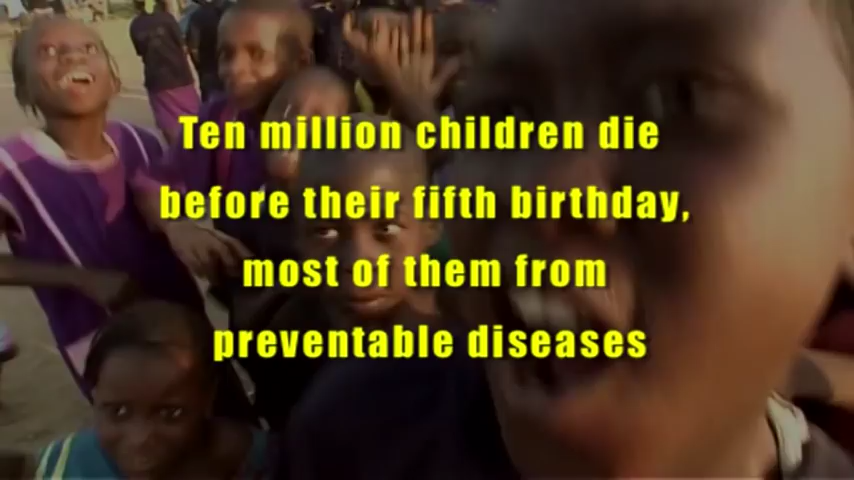 Ten million children die
before their fifth birthday,
most of them from
preventable diseases